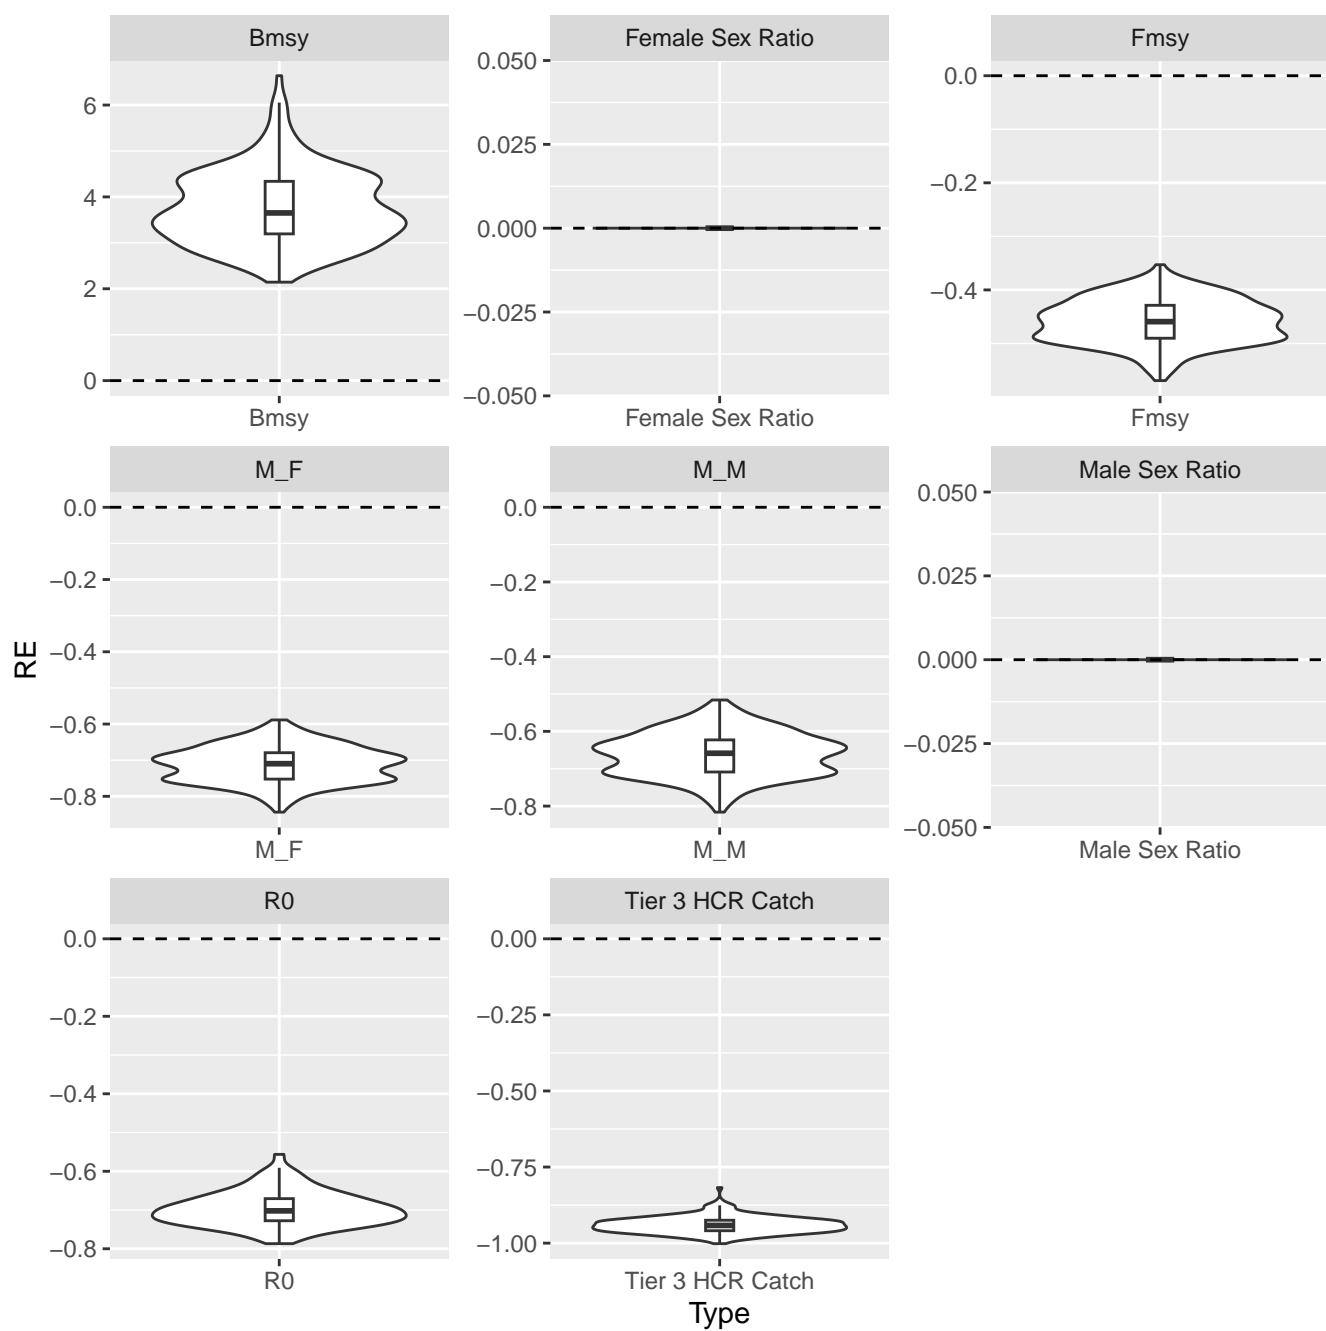 Bmsy
Female Sex Ratio
Fmsy
6
4
2
0
0.050
0.025
0.000
−0.025
−0.050
0.0
−0.2
−0.4
Bmsy
Female Sex Ratio
Fmsy
M_F
M_M
Male Sex Ratio
0.0
−0.2
−0.4
−0.6
−0.8
0.0
−0.2
−0.4
−0.6
−0.8
0.050
0.025
0.000
−0.025
−0.050
M_F
M_M
Male Sex Ratio
RE
R0
Tier 3 HCR Catch
0.0
−0.2
−0.4
−0.6
−0.8
0.00
−0.25
−0.50
−0.75
−1.00
R0
Tier 3 HCR Catch
Type